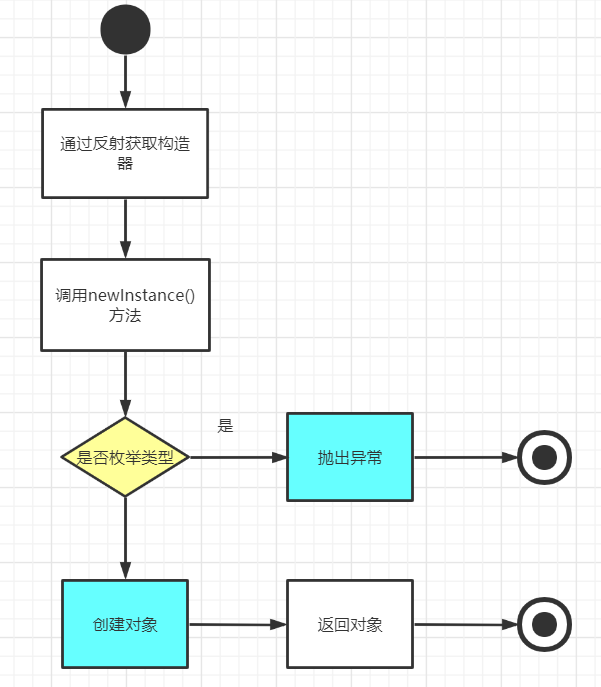 通过反射获取构造
器
调用newInstance()
方法
是
是否枚举类型
抛出异常
创建对象
返回对象